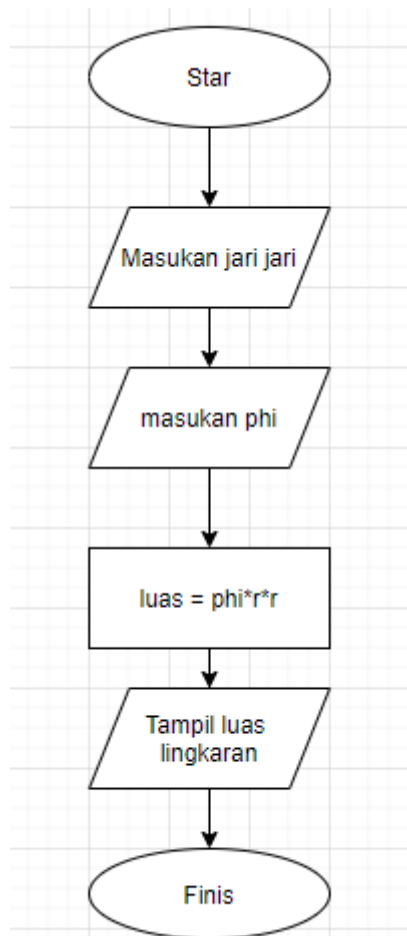 Star
Masukan jari jari
masukan phi
luas = phi*r*r
Tampil luas
lingkaran
Finis